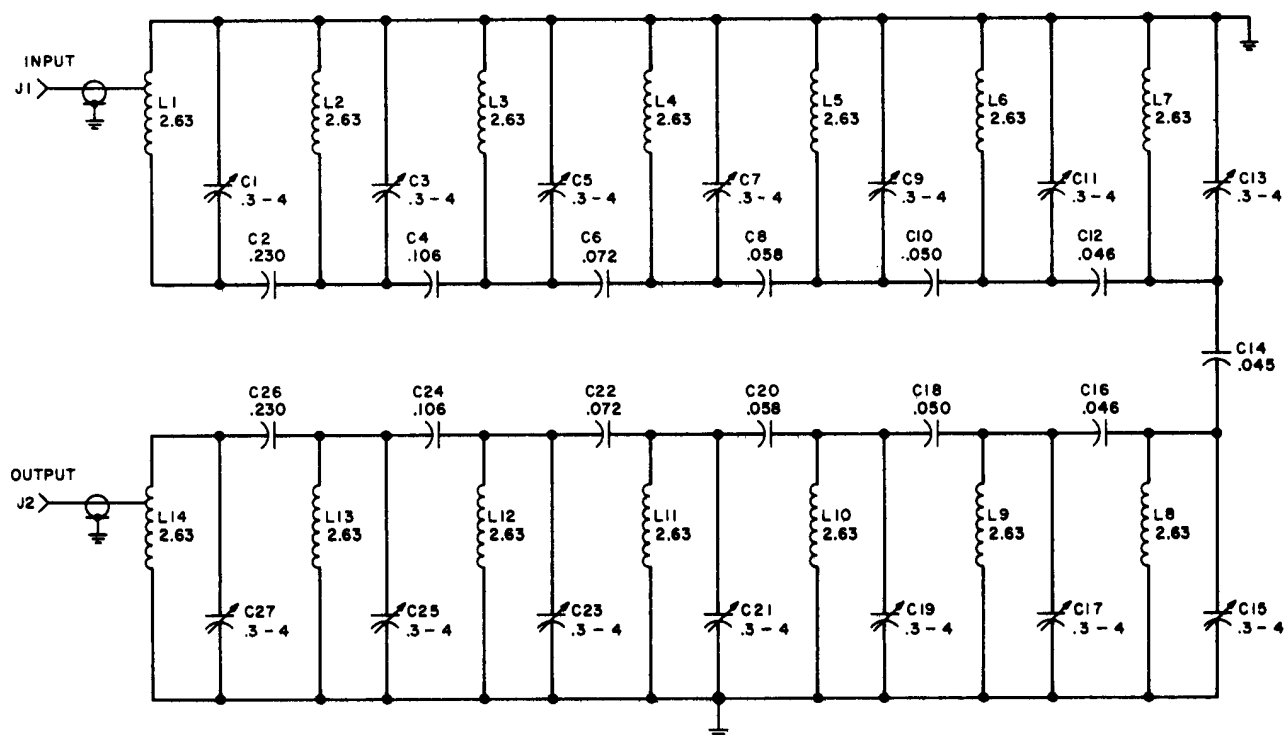 INPUT
J1
L1
2.63
L2
2.63
L3
2.63
L4
2.63
L5
2.63
L6
2.63
L7
2.63
C1
.3-4
C3
.3-4
C5
.3-4
C7
.3-4
C9
.3-4
C11
.3-4
C13
.3-4
C2
.230
C4
.106
C6
.072
C8
.058
C10
.050
C12
.046
C14
.045
C26
.230
C24
.106
C22
.072
C20
.058
C18
.050
C16
.046
OUTPUT
J2
L14
2.63
L13
2.63
L12
2.63
L11
2.63
L10
2.63
L9
2.63
L8
2.63
C27
.3-4
C25
.3-4
C23
.3-4
C21
.3-4
C19
.3-4
C17
.3-4
C15
.3-4